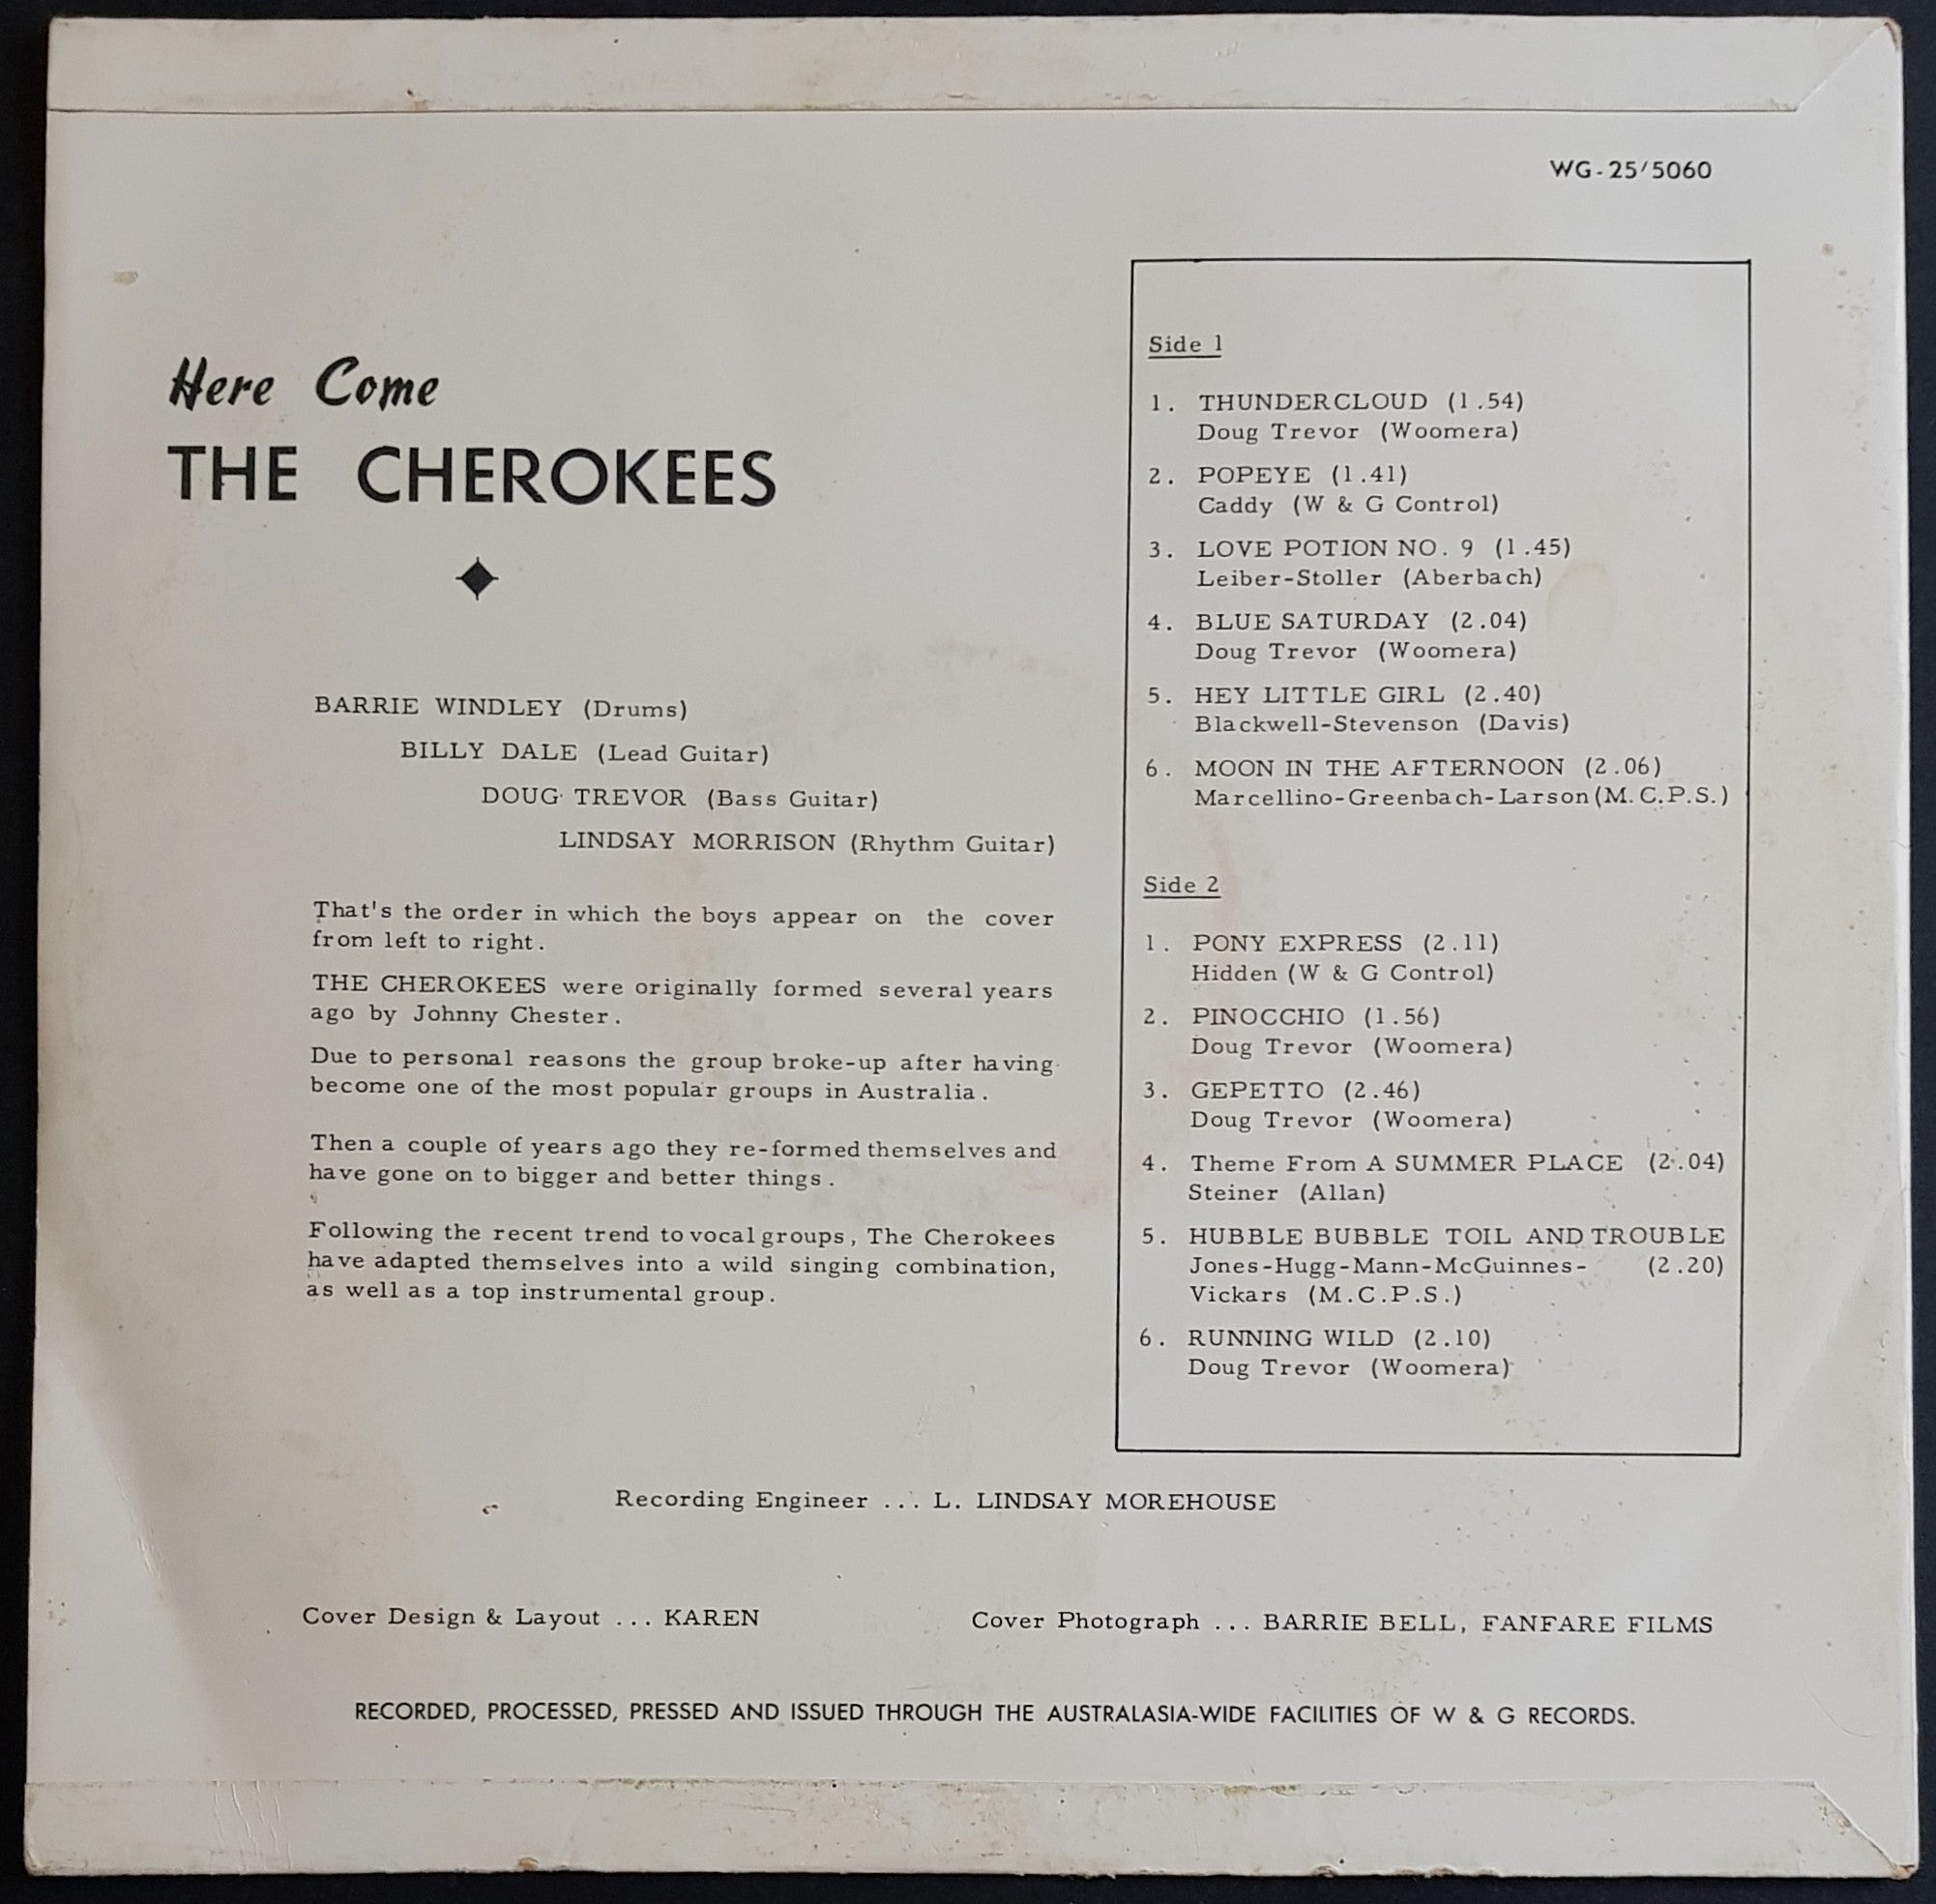 WG-25/5060
Here Come
THE CHEROKEES
BARRIE WINDLEY (Drums)
BILLY DALE (Lead Guitar)
DOUG TREVOR (Bass Guitar)
LINDSAY MORRISON (Rhythm Guitar)
That's the order in which the boys appear on the cover
from left to right.
THE CHEROKEES were originally formed several years
ago by Johnny Chester.
Due to personal reasons the group broke-up after having
become one of the most popular groups in Australia.
Then a couple of years ago they re-formed themselves and
have gone on to bigger and better things.
Following the recent trend to vocal groups, The Cherokees
have adapted themselves into a wild singing combination,
as well as a top instrumental group.
Side 1
1. THUNDERCLOUD (1.54)
Doug Trevor (Woomera)
2. POPEYE (1.41)
Caddy (W & G Control)
3. LOVE POTION NO. 9 (1.45)
Leiber-Stoller (Aberbach)
4. BLUE SATURDAY (2.04)
Doug Trevor (Woomera)
5. HEY LITTLE GIRL (2.40)
Blackwell-Stevenson (Davis)
6. MOON IN THE AFTERNOON (2.06)
Marcellino-Greenbach-Larson (M.C.P.S.)
Side 2
1. PONY EXPRESS (2.11)
Hidden (W & G Control)
2. PINOCCHIO (1.56)
Doug Trevor (Woomera)
3. GEPETTO (2.46)
Doug Trevor (Woomera)
4. Theme From A SUMMER PLACE (2.04)
Steiner (Allan)
5. HUBBLE BUBBLE TOIL AND TROUBLE
Jones-Hugg-Mann-McGuinnes- (2.20)
Vickars (M.C.P.S.)
6. RUNNING WILD (2.10)
Doug Trevor (Woomera)
Recording Engineer ... L. LINDSAY MOREHOUSE
Cover Design & Layout ... KAREN
Cover Photograph ... BARRIE BELL, FANFARE FILMS
RECORDED, PROCESSED, PRESSED AND ISSUED THROUGH THE AUSTRALASIA-WIDE FACILITIES OF W & G RECORDS.